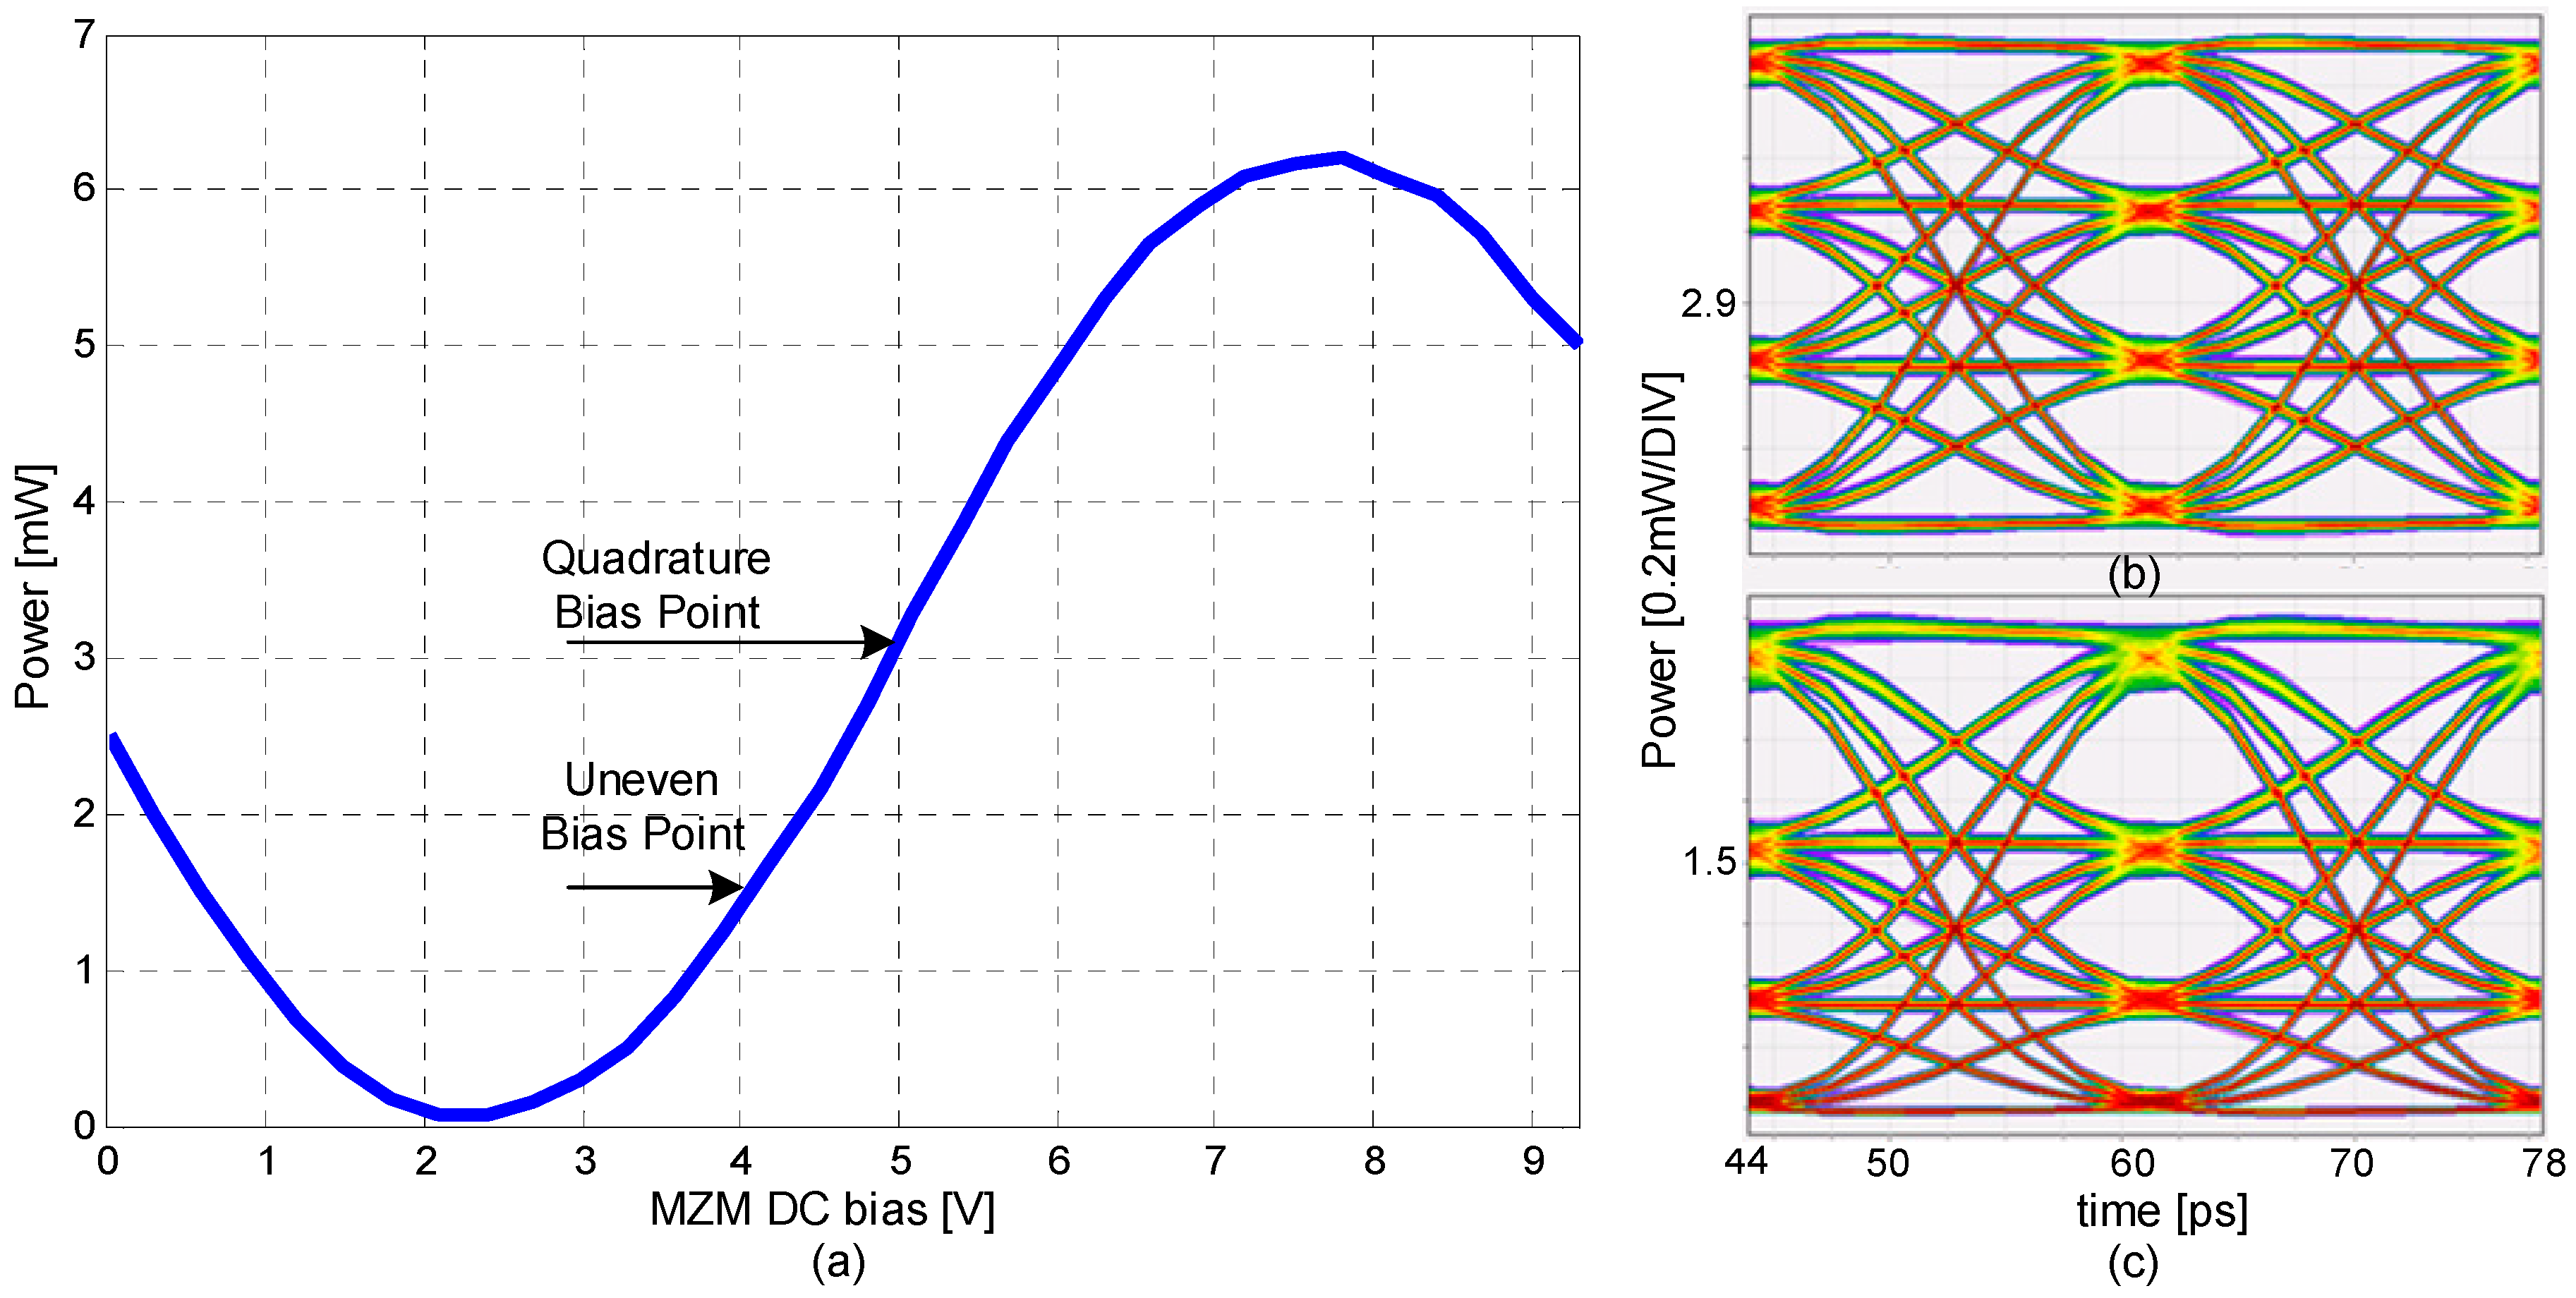 7
6
5
4
3
2
1
0
Power [mW]
Quadrature
Bias Point
Uneven
Bias Point
0 1 2 3 4 5 6 7 8 9
MZM DC bias [V]
(a)
Power [0.2mW/DIV]
2.9
(b)
1.5
44 50 60 70 78
time [ps]
(c)